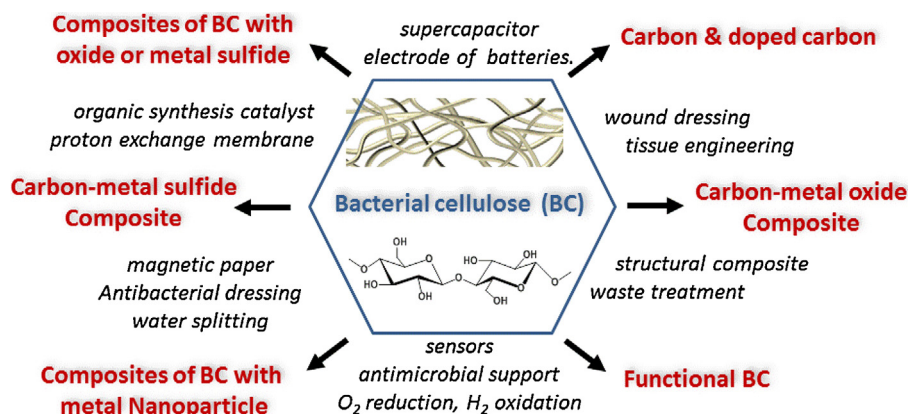 Composites of BC with
oxide or metal sulfide
supercapacitor
electrode of batteries.
Carbon & doped carbon
organic synthesis catalyst
proton exchange membrane
wound dressing
tissue engineering
Carbon-metal sulfide
Composite
Bacterial cellulose (BC)
Carbon-metal oxide
Composite
OH
O
HO
OH
O
HO
OH
O
HO
OH
O
magnetic paper
Antibacterial dressing
water splitting
structural composite
waste treatment
Composites of BC with
metal Nanoparticle
sensors
antimicrobial support
O₂ reduction, H₂ oxidation
Functional BC